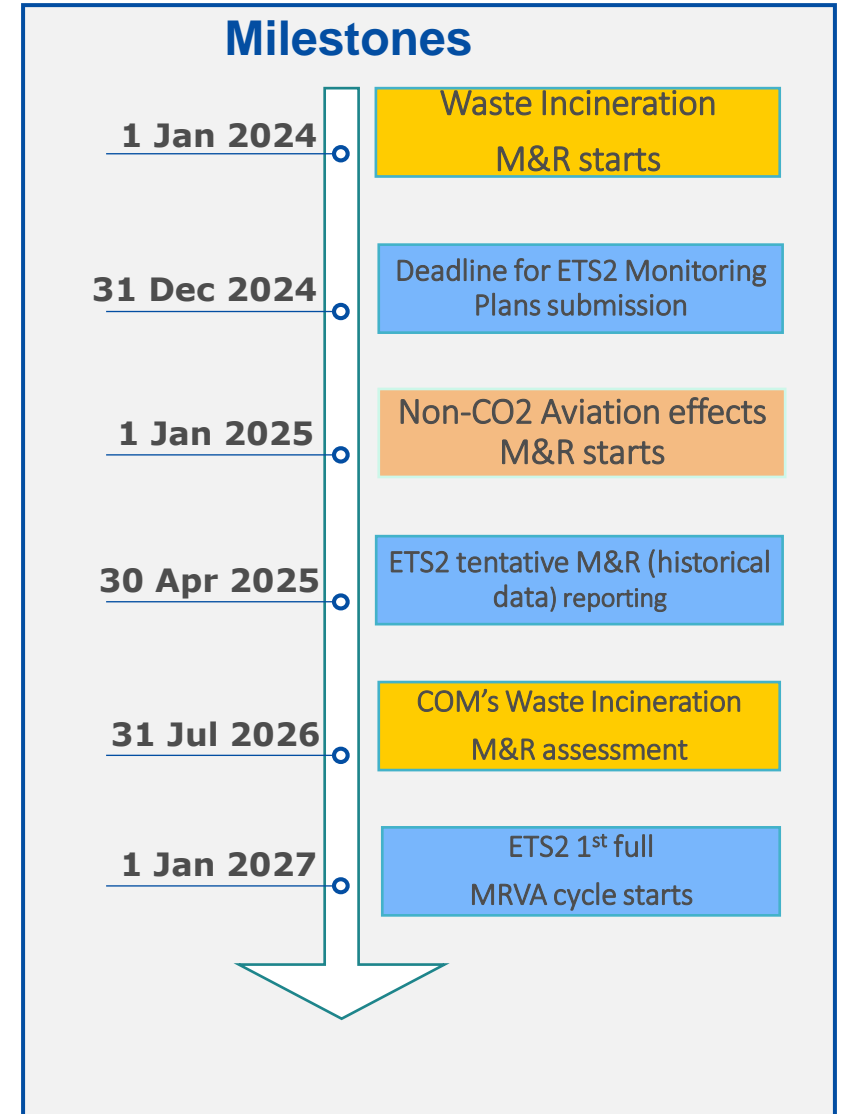 Milestones
1 Jan 2024
Waste Incineration
M&R starts
31 Dec 2024
Deadline for ETS2 Monitoring
Plans submission
1 Jan 2025
Non-CO2 Aviation effects
M&R starts
30 Apr 2025
ETS2 tentative M&R (historical
data) reporting
31 Jul 2026
COM’s Waste Incineration
M&R assessment
1 Jan 2027
ETS2 1st full
MRVA cycle starts